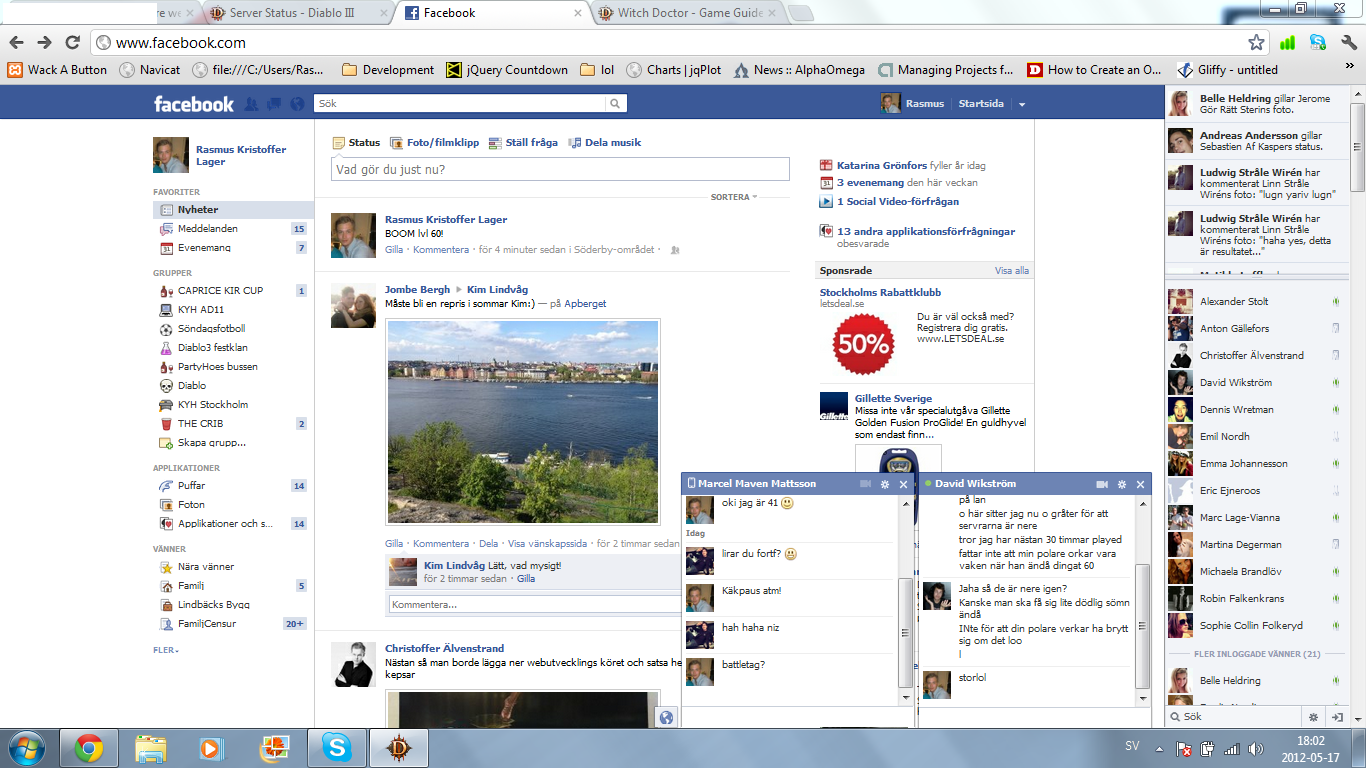 re we
Server Status - Diablo III
Facebook
Witch Doctor - Game Guide
www.facebook.com
Wack A Button
Navicat
file:///C:/Users/Ras...
Development
jQuery Countdown
lol
Charts | jqPlot
News :: AlphaOmega
Managing Projects f...
How to Create an O...
Gliffy - untitled
»
facebook
Sök
Rasmus
Startsida
Rasmus Kristoffer
Lager
FAVORITER
Nyheter
Meddelanden 15
Evenemang 7
GRUPPER
CAPRICE KIR CUP 1
KYH AD11
Söndagsfotboll
Diablo3 festklan
PartyHoes bussen
Diablo
KYH Stockholm
THE CRIB 2
Skapa grupp...
APPLIKATIONER
Puffar 14
Foton
Applikationer och s... 14
VÄNNER
Nära vänner
Familj 5
Lindbäcks Bygg
FamiljCensur 20+
FLER
Status Foto/filmklipp Ställ fråga Dela musik
Vad gör du just nu?
SORTERA
Rasmus Kristoffer Lager
BOOM lvl 60!
Gilla · Kommentera · för 4 minuter sedan i Söderby-området ·
Jombe Bergh Kim Lindvåg
Måste bli en repris i sommar Kim:) — på Apberget
Gilla · Kommentera · Dela · Visa vänskapssida · för 2 timmar sedan
Kim Lindvåg Lätt, vad mysigt!
för 2 timmar sedan · Gilla
Kommentera...
Christoffer Älvenstrand
Nästan så man borde lägga ner webutvecklings köret och satsa he
kepsar
Katarina Grönfors fyller år idag
3 evenemang den här veckan
1 Social Video-förfrågan
13 andra applikationsförfrågningar
obesvarade
Sponsrade Visa alla
Stockholms Rabattklubb
letsdeal.se
50%
Du är väl också med?
Registrera dig gratis.
www.LETSDEAL.se
Gillette Sverige
Gillette
Missa inte vår specialutgåva Gillette
Golden Fusion ProGlide! En guldhyvel
som endast finn...
Marcel Maven Mattsson
oki jag är 41
Idag
lirar du fortf?
Käkpaus atm!
hah haha niz
battletag?
David Wikström
på lan
o här sitter jag nu o gråter för att
servrarna är nere
tror jag har nästan 30 timmar played
fattar inte att min polare orkar vara
vaken när han ändå dingat 60
Jaha så de är nere igen?
Kanske man ska få sig lite dödlig sömn
ändå
INte för att din polare verkar ha brytt
sig om det loo
l
storlol
Belle Heldring gillar Jerome
Gör Rätt Sterins foto.
Andreas Andersson gillar
Sebastien Af Kaspers status.
Ludwig Stråle Wirén har
kommenterat Linn Stråle
Wiréns foto: "lugn yariv lugn"
Ludwig Stråle Wirén har
kommenterat Linn Stråle
Wiréns foto: "haha yes, detta
är resultatet..."
Alexander Stolt
Anton Gällefors
Christoffer Älvenstrand
David Wikström
Dennis Wretman
Emil Nordh
Emma Johannesson
Eric Ejneroos
Marc Lage-Vianna
Martina Degerman
Michaela Brandlöv
Robin Falkenkrans
Sophie Collin Folkeryd
FLER INLOGGADE VÄNNER (21)
Belle Heldring
Sök
SV
18:02
2012-05-17